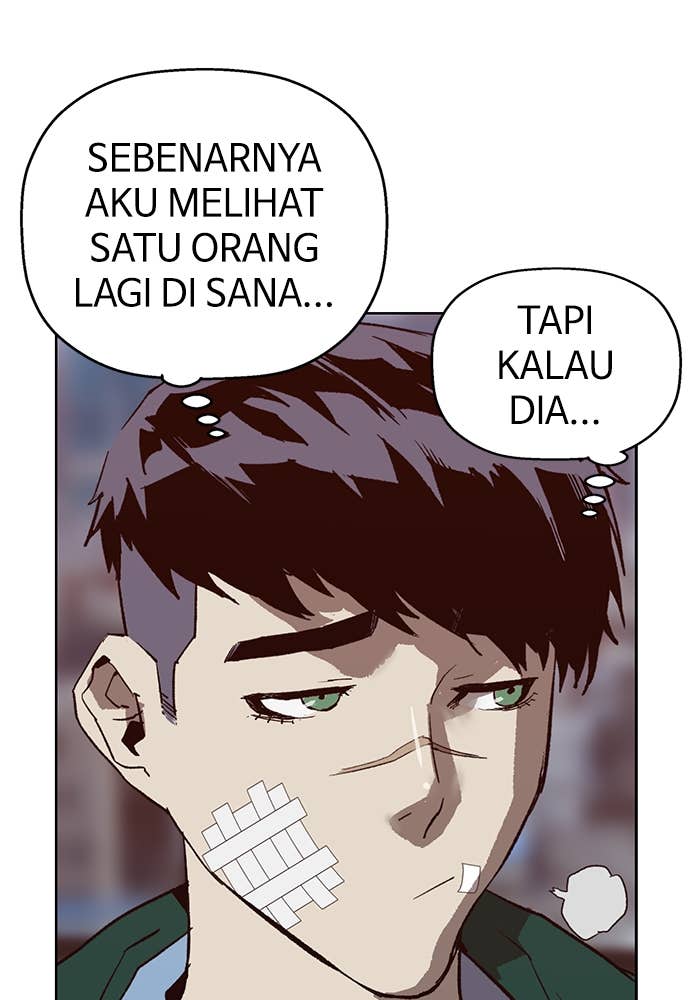 SEBENARNYA
AKU MELIHAT
SATU ORANG
LAGI DI SANA...
TAPI
KALAU
DIA...